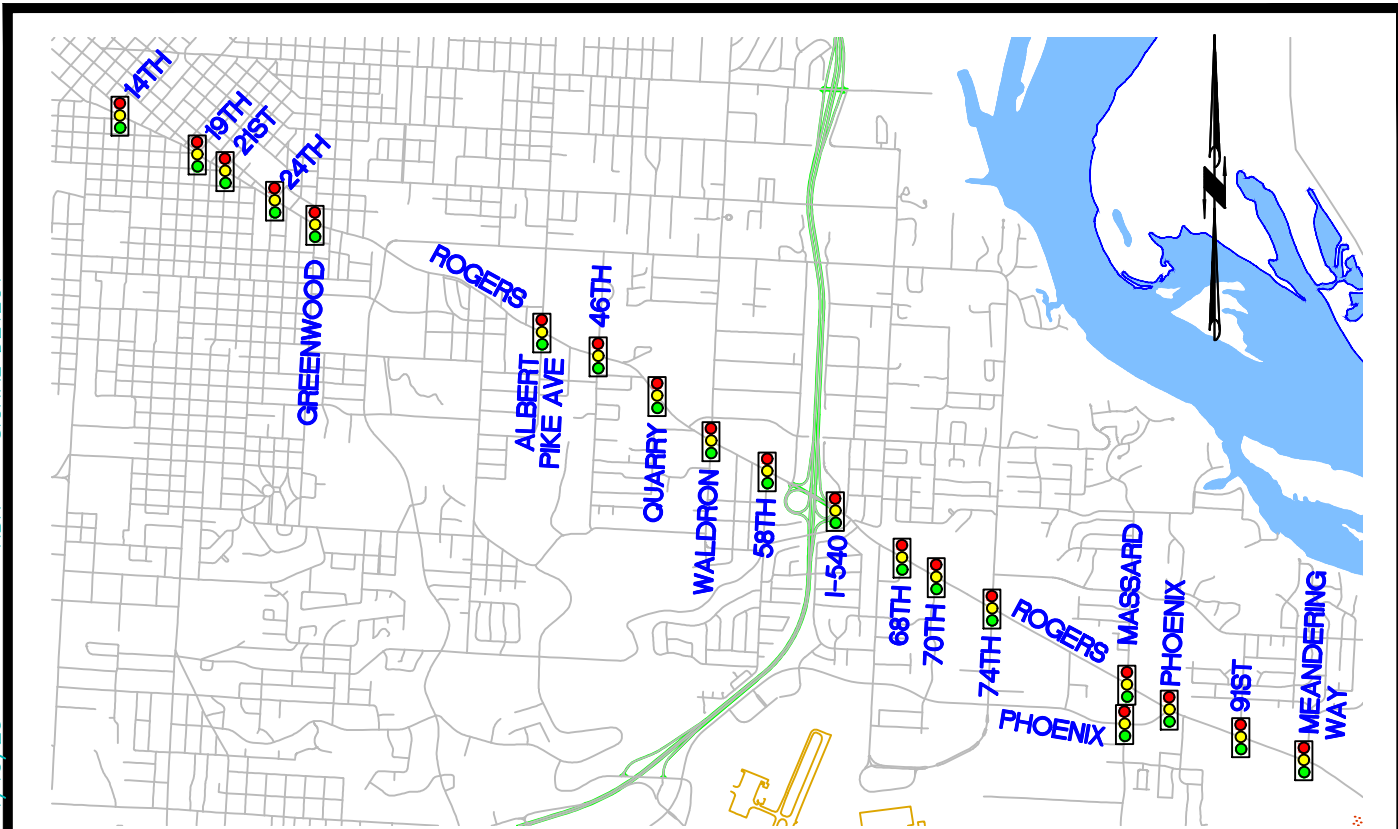 14TH
19TH
21ST
24TH
GREENWOOD
ROGERS
ALBERT
PIKE AVE
46TH
QUARRY
WALDRON
58TH
I-540
68TH
70TH
74TH
ROGERS
PHOENIX
MASSARD
PHOENIX
91ST
MEANDERING
WAY